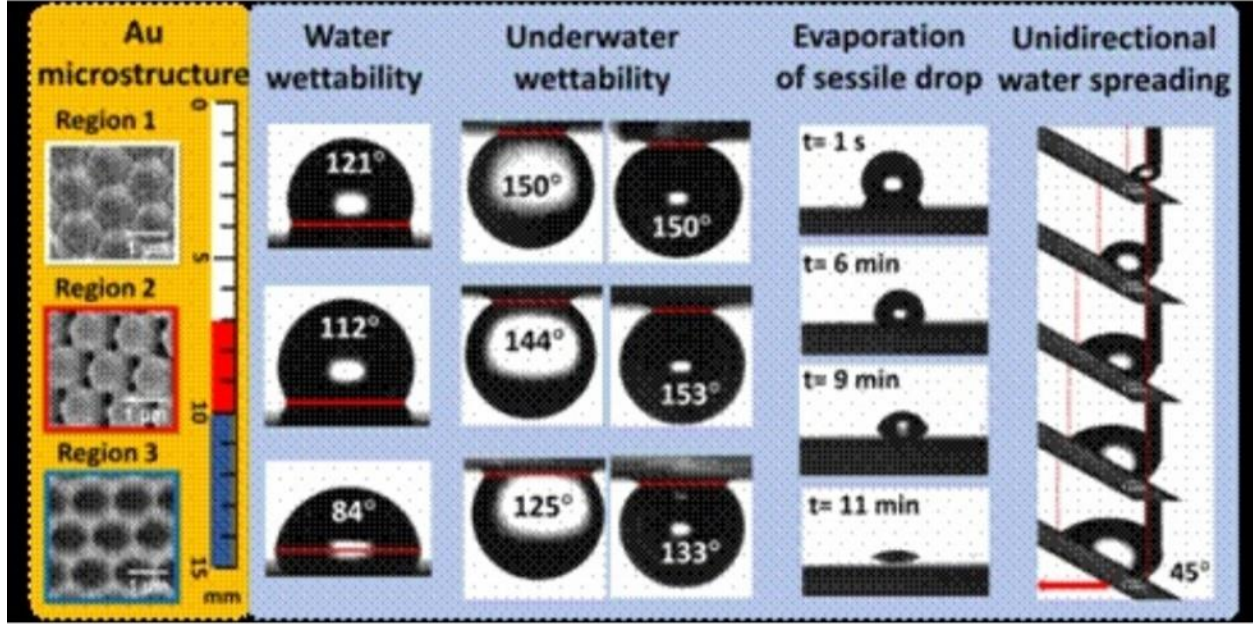 Au
microstructure
Water
wettability
Underwater
wettability
Evaporation
of sessile drop
Unidirectional
water spreading
Region 1
1 µm
Region 2
1 µm
Region 3
1 µm
0
5
10
15
mm
121°
150°
150°
112°
144°
153°
84°
125°
133°
t= 1 s
t= 6 min
t= 9 min
t= 11 min
45°